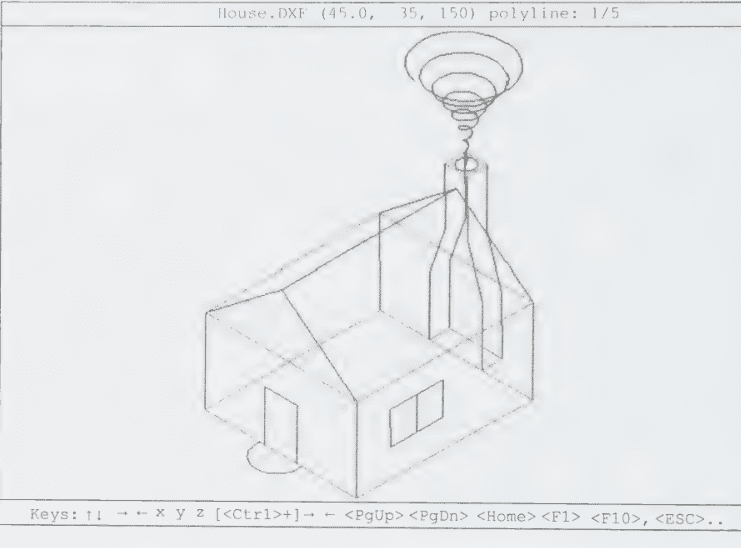 House.DXF (45.0, 35, 150) polyline: 1/5
Keys: ↑↓ → ← x y z [<Ctrl>+]→ ← <PgUp> <PgDn> <Home> <F1> <F10>, <ESC>..